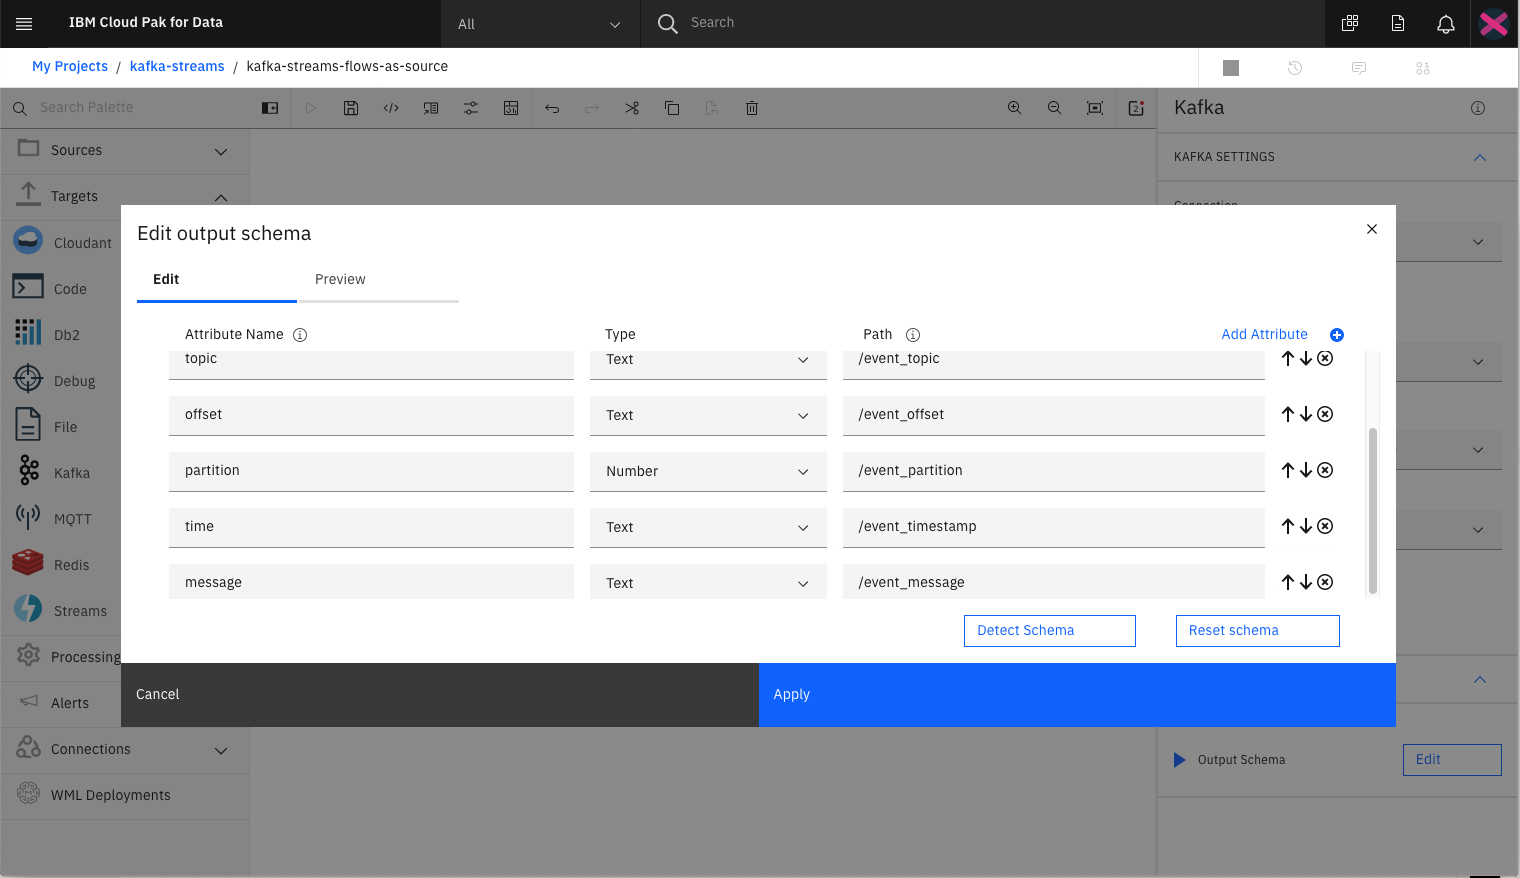 IBM Cloud Pak for Data
All
Search
My Projects / kafka-streams / kafka-streams-flows-as-source
Search Palette
Kafka
Sources
KAFKA SETTINGS
Targets
Connection
Cloudant
Code
Db2
Debug
File
Kafka
MQTT
Redis
Streams
Processing
Alerts
Connections
WML Deployments
Edit output schema
Edit
Preview
Attribute Name
Type
Path
Add Attribute
topic
Text
/event_topic
offset
Text
/event_offset
partition
Number
/event_partition
time
Text
/event_timestamp
message
Text
/event_message
Detect Schema
Reset schema
Cancel
Apply
Output Schema
Edit